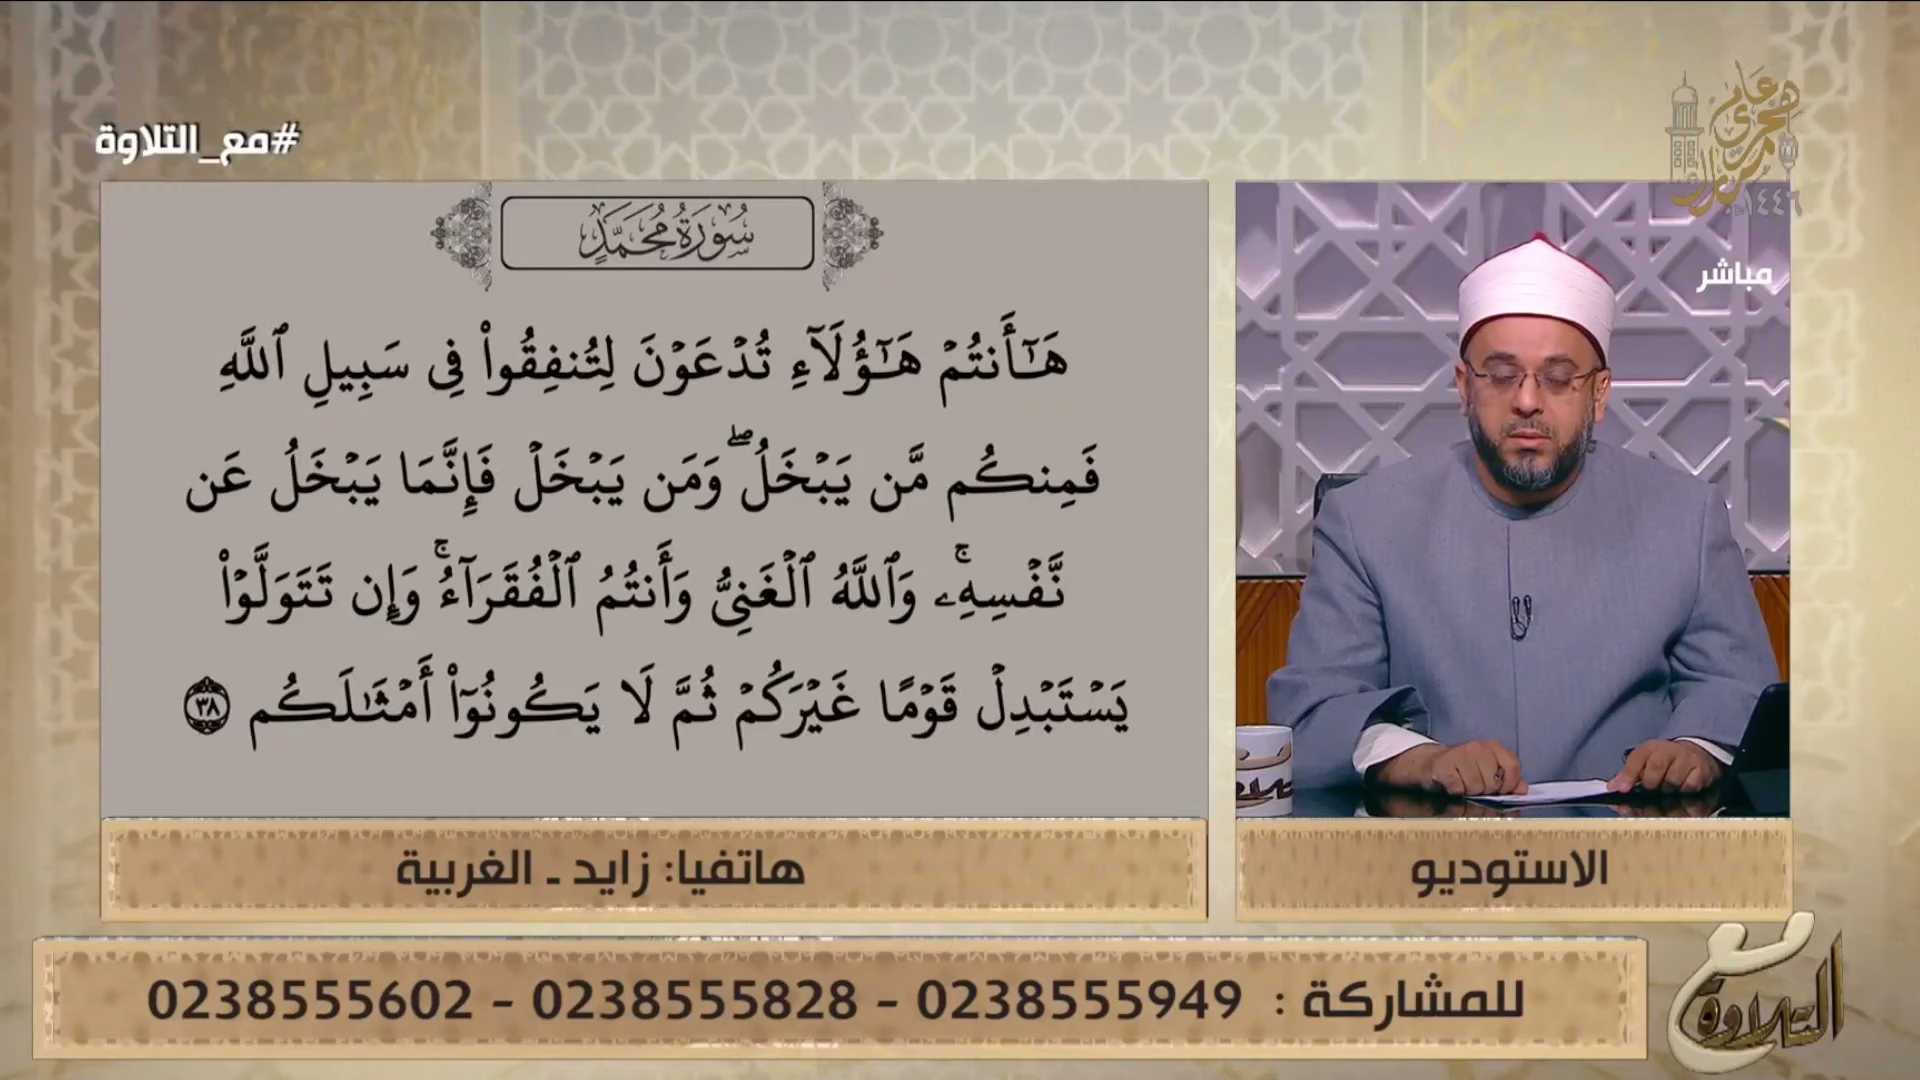 #مع_التلاوة
عام
هجري
مبارك
١٤٤٦
مباشر
سُورَةُ مُحَمَّدٍ
هَـٰٓأَنتُمۡ هَـٰٓؤُلَآءِ تُدۡعَوۡنَ لِتُنفِقُواْ فِى سَبِيلِ ٱللَّهِ
فَمِنكُم مَّن يَبۡخَلُۖ وَمَن يَبۡخَلۡ فَإِنَّمَا يَبۡخَلُ عَن
نَّفۡسِهِۦۚ وَٱللَّهُ ٱلۡغَنِىُّ وَأَنتُمُ ٱلۡفُقَرَآءُۚ وَإِن تَتَوَلَّوۡاْ
يَسۡتَبۡدِلۡ قَوۡمًا غَيۡرَكُمۡ ثُمَّ لَا يَكُونُوٓاْ أَمۡثَـٰلَكُم ٣٨
الاستوديو
هاتفيا: زايد - الغربية
للمشاركة : 0238555949 - 0238555828 - 0238555602
مع التلاوة